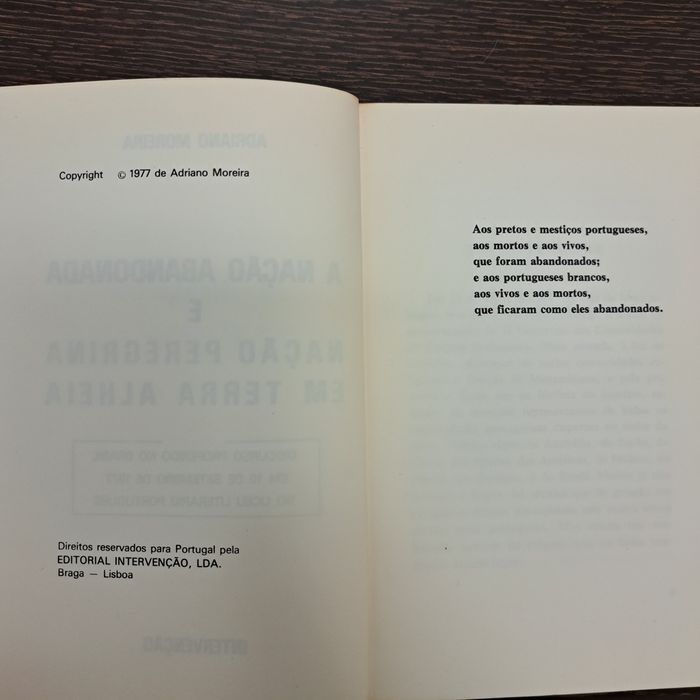 Copyright © 1977 de Adriano Moreira
Direitos reservados para Portugal pela
EDITORIAL INTERVENÇÃO, LDA.
Braga — Lisboa
Aos pretos e mestiços portugueses,
aos mortos e aos vivos,
que foram abandonados;
e aos portugueses brancos,
aos vivos e aos mortos,
que ficaram como eles abandonados.